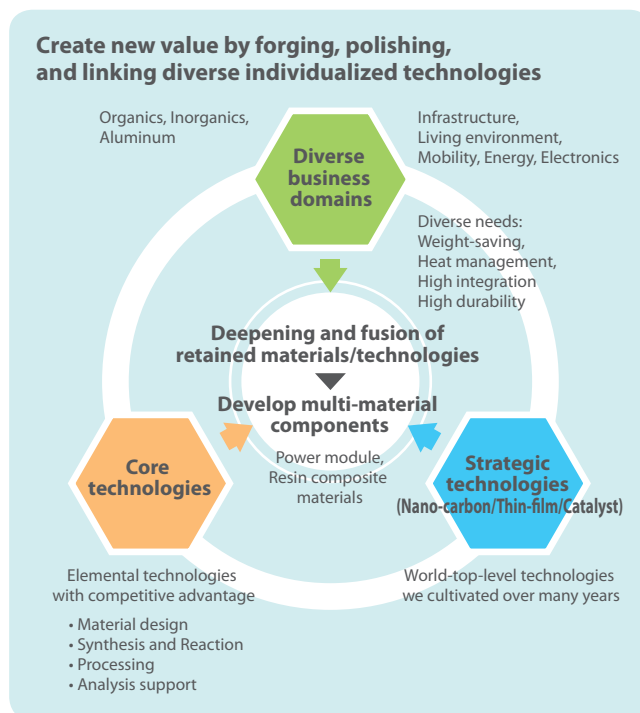 Create new value by forging, polishing,
and linking diverse individualized technologies
Organics, Inorganics,
Aluminum
Diverse
business
domains
Infrastructure,
Living environment,
Mobility, Energy, Electronics
Diverse needs:
Weight-saving,
Heat management,
High integration
High durability
Deepening and fusion of
retained materials/technologies
Develop multi-material
components
Power module,
Resin composite
materials
Core
technologies
Strategic
technologies
(Nano-carbon/Thin-film/Catalyst)
Elemental technologies
with competitive advantage
• Material design
• Synthesis and Reaction
• Processing
• Analysis support
World-top-level technologies
we cultivated over many years